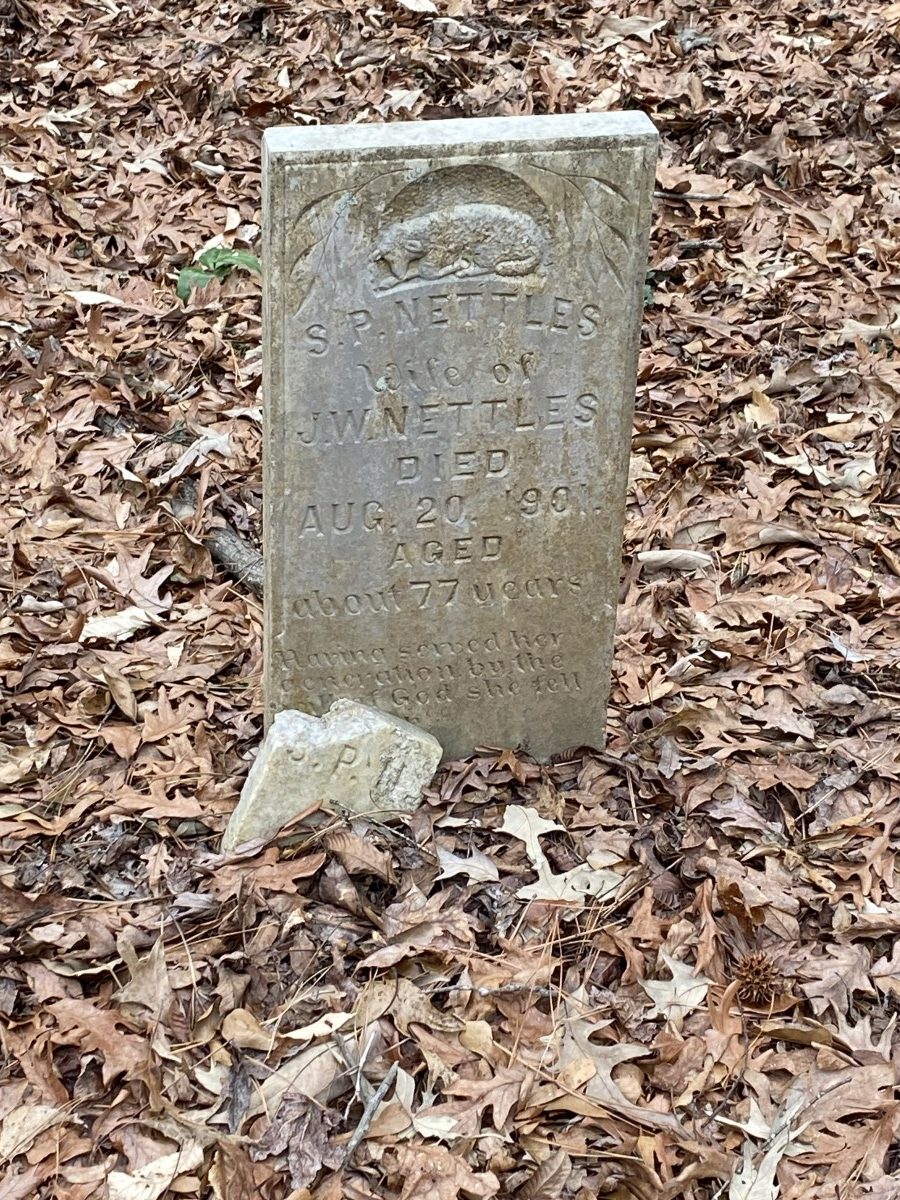 S.P. NETTLES
Wife of
J.W. NETTLES
DIED
AUG. 20. 1901.
AGED
about 77 years
Having served her
generation by the
of God she fell